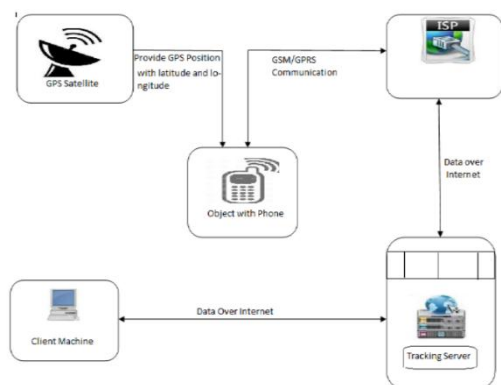 ISP
Provide GPS Position
with latitude and lo-
ngitude
GPS Satellite
GSM/GPRS
Communication
Data over
Internet
Object with Phone
Data Over Internet
Client Machine
Tracking Server